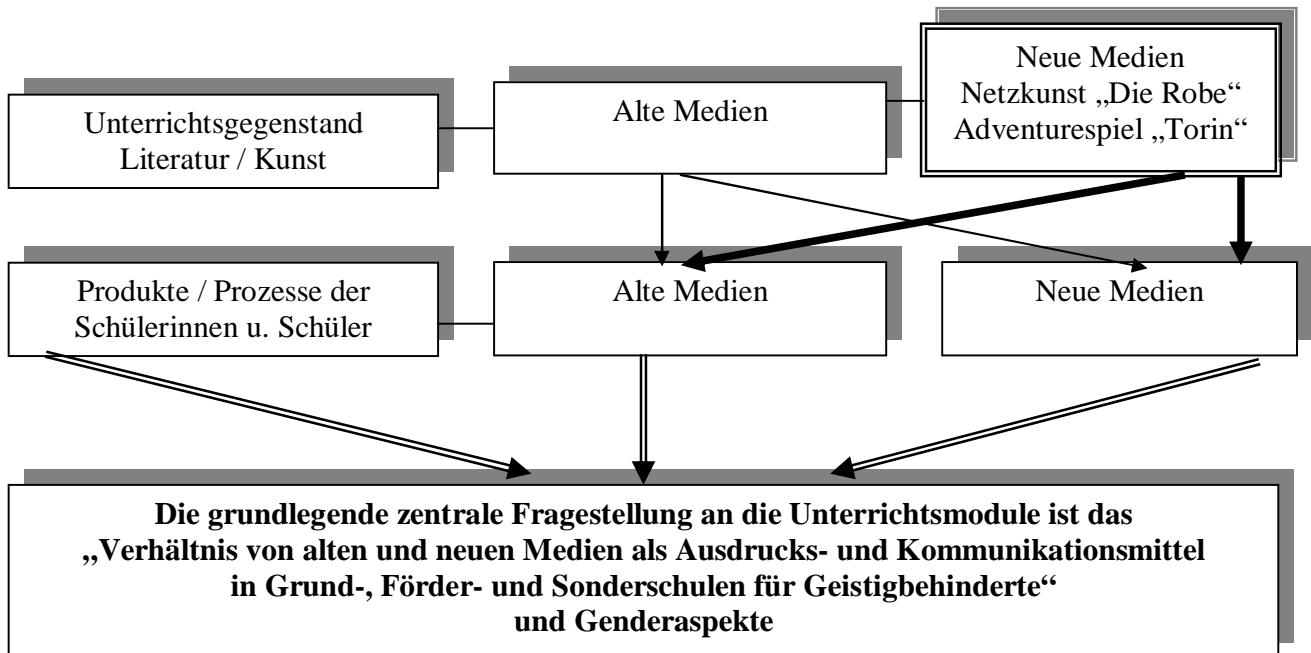 Unterrichtsgegenstand
Literatur / Kunst
Alte Medien
Neue Medien
Netzkunst „Die Robe“
Adventurespiel „Torin“
Produkte / Prozesse der
Schülerinnen u. Schüler
Alte Medien
Neue Medien
Die grundlegende zentrale Fragestellung an die Unterrichtsmodule ist das
„Verhältnis von alten und neuen Medien als Ausdrucks- und Kommunikationsmittel
in Grund-, Förder- und Sonderschulen für Geistigbehinderte“
und Genderaspekte